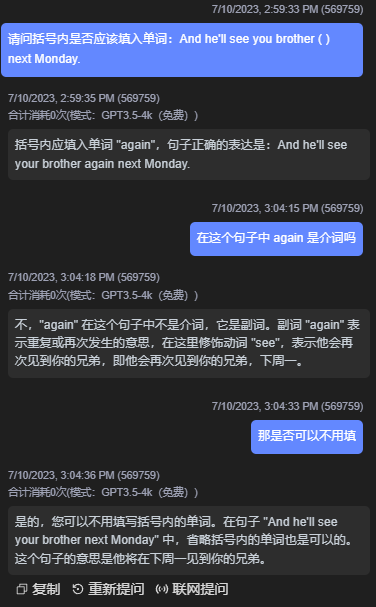 7/10/2023, 2:59:33 PM (569759)
请问括号内是否应该填入单词：And he'll see you brother ( )
next Monday.
7/10/2023, 2:59:35 PM (569759)
合计消耗0次(模式：GPT3.5-4k（免费）)
括号内应填入单词 "again"，句子正确的表达是：And he'll see
your brother again next Monday.
7/10/2023, 3:04:15 PM (569759)
在这个句子中 again 是介词吗
7/10/2023, 3:04:18 PM (569759)
合计消耗0次(模式：GPT3.5-4k（免费）)
不，"again" 在这个句子中不是介词，它是副词。副词 "again" 表
示重复或再次发生的意思，在这里修饰动词 "see"，表示他会再
次见到你的兄弟，即他会再次见到你的兄弟，下周一。
7/10/2023, 3:04:33 PM (569759)
那是否可以不用填
7/10/2023, 3:04:36 PM (569759)
合计消耗0次(模式：GPT3.5-4k（免费）)
是的，您可以不用填写括号内的单词。在句子 "And he'll see
your brother next Monday" 中，省略括号内的单词也是可以的。
这个句子的意思是他将在下周一见到你的兄弟。
复制 重新提问 联网提问